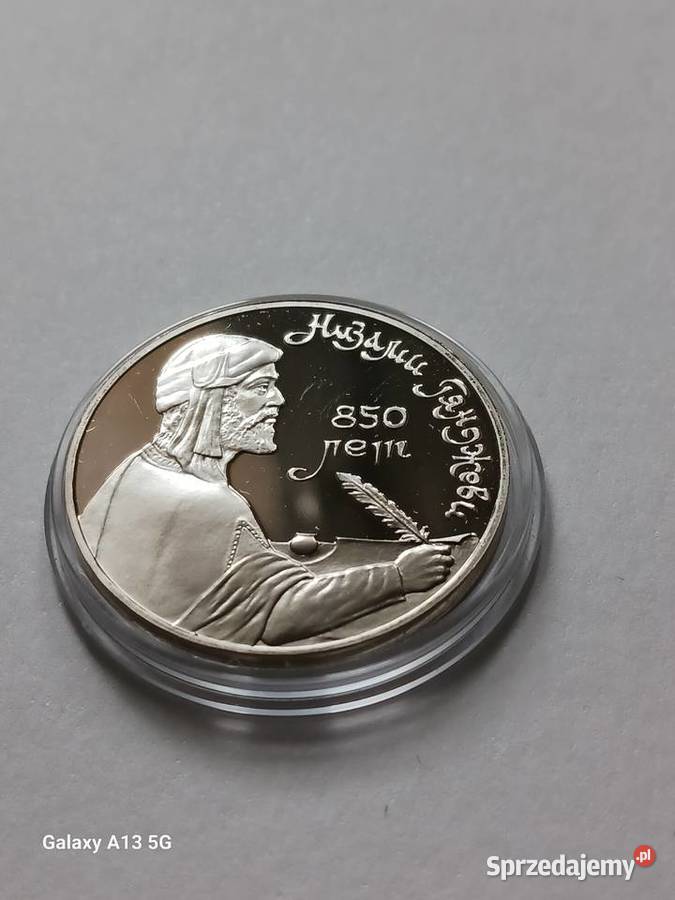 Низами Гянджеви
850
лет
Galaxy A13 5G
Sprzedajemy.pl